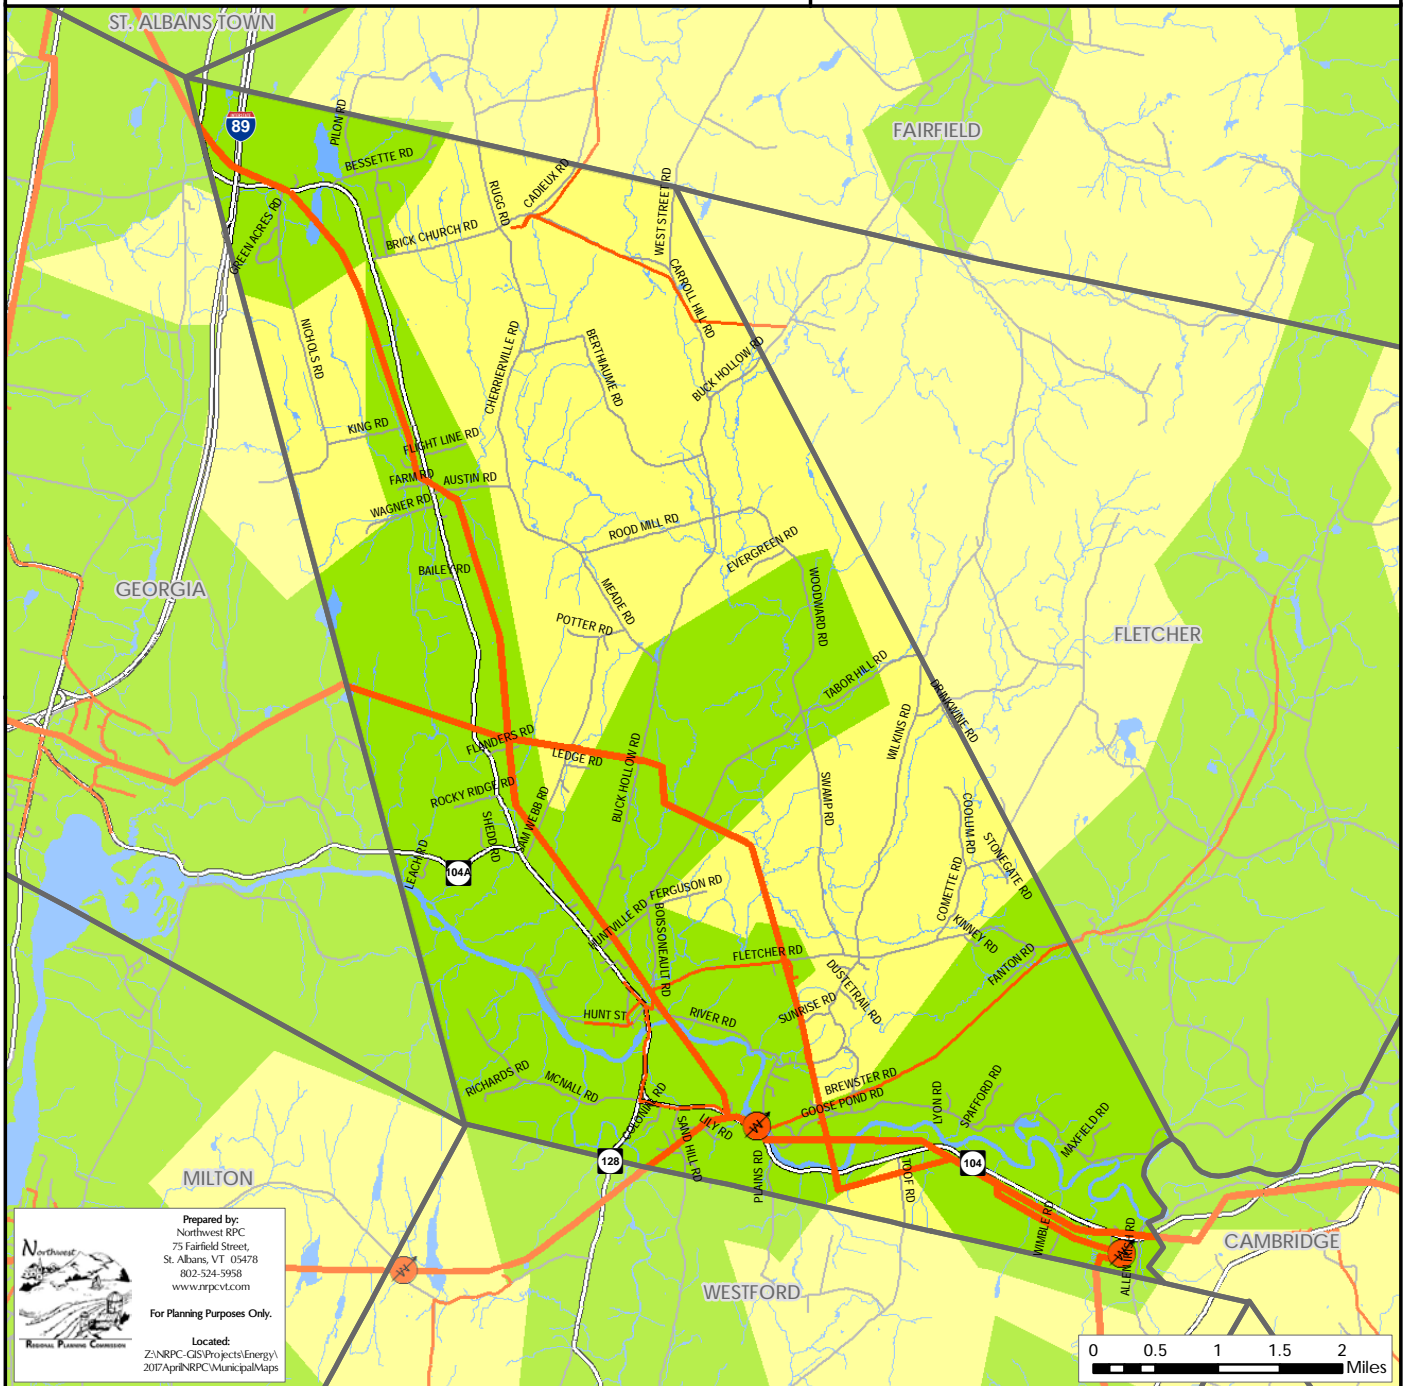 ST. ALBANS TOWN
FAIRFIELD
INTERSTATE
89
PILON RD
BESSETTE RD
RUGG RD
CADIEUX RD
WEST STREET RD
GREEN ACRES RD
BRICK CHURCH RD
CARROLL HILL RD
NICHOLS RD
CHERRIERVILLE RD
BERTHIAUME RD
BUCK HOLLOW RD
KING RD
FLIGHT LINE RD
FARM RD
AUSTIN RD
WAGNER RD
ROOD MILL RD
EVERGREEN RD
BAILEY RD
GEORGIA
MEADE RD
WOODWARD RD
POTTER RD
FLETCHER
TABOR HILL RD
DRINKWINE RD
WILKINS RD
FLANDERS RD
LEDGE RD
BUCK HOLLOW RD
ROCKY RIDGE RD
SWAMP RD
SAM WEBB RD
SHEDD RD
COOLUM RD
STONEGATE RD
LEACH RD
104A
FERGUSON RD
COMETTE RD
HUNTVILLE RD
BOISSONEAULT RD
KINNEY RD
FLETCHER RD
FANTON RD
DUSTETRAIL RD
SUNRISE RD
HUNT ST
RIVER RD
RICHARDS RD
MCNALL RD
BREWSTER RD
GOOSE POND RD
COLONIAL RD
LYON RD
SPAFFORD RD
MAXFIELD RD
LILY RD
SAND HILL RD
PLAINS RD
128
104
TOOF RD
MILTON
WIMBLE RD
ALLEN IRISH RD
CAMBRIDGE
WESTFORD
Northwest
REGIONAL PLANNING COMMISSION
Prepared by:
Northwest RPC
75 Fairfield Street,
St. Albans, VT 05478
802-524-5958
www.nrpcvt.com
For Planning Purposes Only.
Located:
Z:\NRPC-GIS\Projects\Energy\
2017AprilNRPC\MunicipalMaps
0 0.5 1 1.5 2
Miles